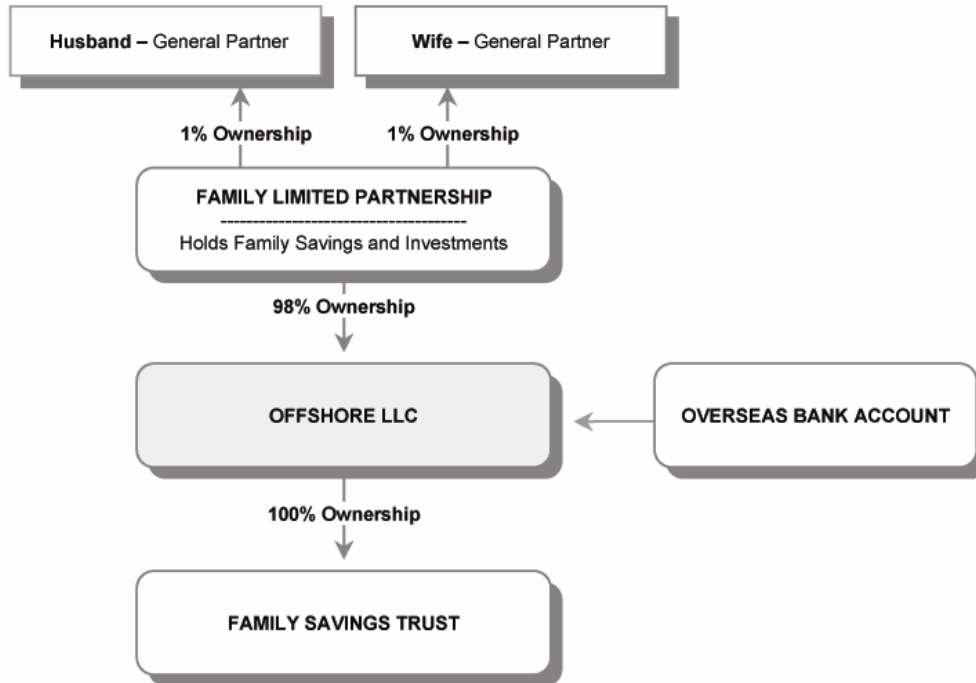 Husband – General Partner
Wife – General Partner
1% Ownership
1% Ownership
FAMILY LIMITED PARTNERSHIP
------------------------------------
Holds Family Savings and Investments
98% Ownership
OFFSHORE LLC
OVERSEAS BANK ACCOUNT
100% Ownership
FAMILY SAVINGS TRUST